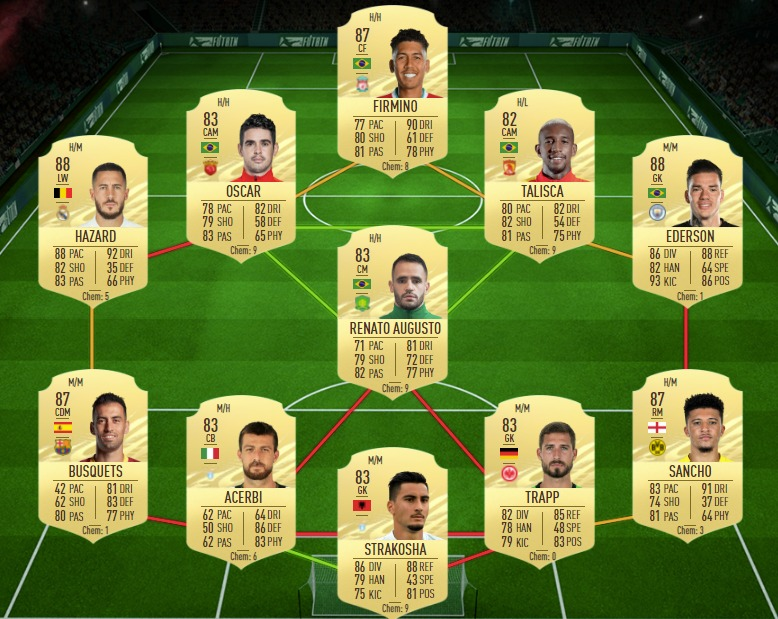 FUTBIN
FUTBIN
FUTBIN
FUTBIN
H/H
87
CF
FIRMINO
77 PAC 90 DRI
80 SHO 61 DEF
81 PAS 78 PHY
Chem: 8
H/H
83
CAM
OSCAR
78 PAC 82 DRI
79 SHO 58 DEF
83 PAS 65 PHY
Chem: 9
H/L
82
CAM
TALISCA
80 PAC 82 DRI
82 SHO 54 DEF
81 PAS 75 PHY
Chem: 9
H/M
88
LW
HAZARD
88 PAC 92 DRI
82 SHO 35 DEF
83 PAS 66 PHY
Chem: 5
M/M
88
GK
EDERSON
86 DIV 88 REF
82 HAN 64 SPE
93 KIC 86 POS
Chem: 1
H/H
83
CM
RENATO AUGUSTO
71 PAC 81 DRI
79 SHO 72 DEF
82 PAS 77 PHY
Chem: 9
M/M
87
CDM
BUSQUETS
42 PAC 81 DRI
62 SHO 83 DEF
80 PAS 77 PHY
Chem: 1
M/H
83
CB
ACERBI
62 PAC 64 DRI
50 SHO 86 DEF
62 PAS 83 PHY
Chem: 6
M/M
83
GK
STRAKOSHA
86 DIV 88 REF
79 HAN 43 SPE
75 KIC 81 POS
Chem: 9
M/M
83
GK
TRAPP
82 DIV 85 REF
78 HAN 48 SPE
79 KIC 83 POS
Chem: 0
H/M
87
RM
SANCHO
83 PAC 91 DRI
74 SHO 37 DEF
81 PAS 64 PHY
Chem: 3